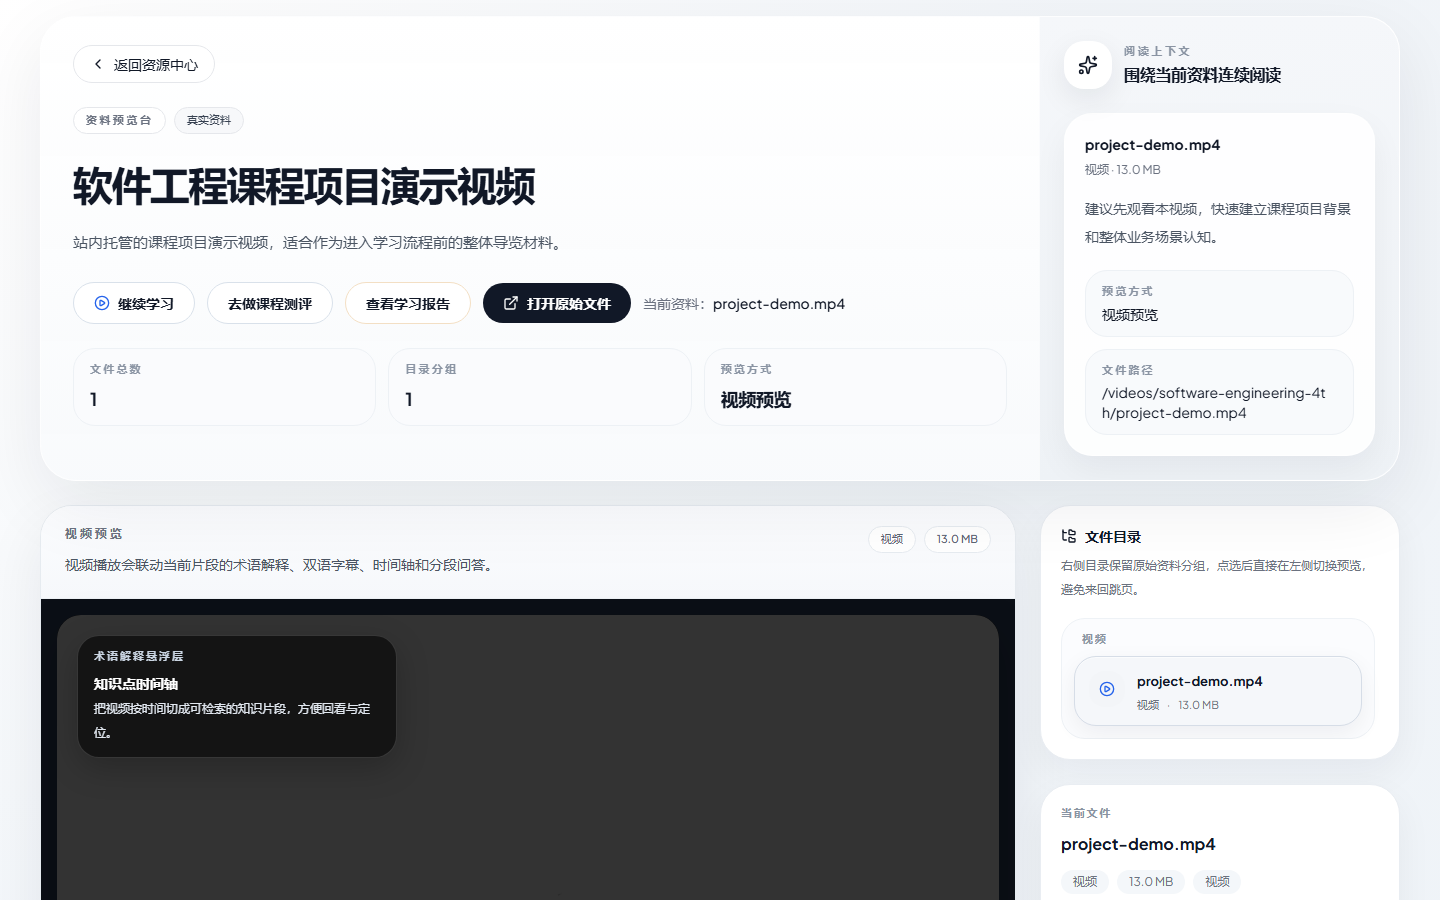 返回资源中心
资料预览台
真实资料
软件工程课程项目演示视频
站内托管的课程项目演示视频，适合作为进入学习流程前的整体导览材料。
继续学习
去做课程测评
查看学习报告
打开原始文件
当前资料：project-demo.mp4
文件总数
1
目录分组
1
预览方式
视频预览
阅读上下文
围绕当前资料连续阅读
project-demo.mp4
视频 · 13.0 MB
建议先观看本视频，快速建立课程项目背景
和整体业务场景认知。
预览方式
视频预览
文件路径
/videos/software-engineering-4t
h/project-demo.mp4
视频预览
视频播放会联动当前片段的术语解释、双语字幕、时间轴和分段问答。
视频
13.0 MB
术语解释悬浮层
知识点时间轴
把视频按时间切成可检索的知识片段，方便回看与定
位。
文件目录
右侧目录保留原始资料分组，点选后直接在左侧切换预览，
避免来回跳页。
视频
project-demo.mp4
视频 · 13.0 MB
当前文件
project-demo.mp4
视频
13.0 MB
视频